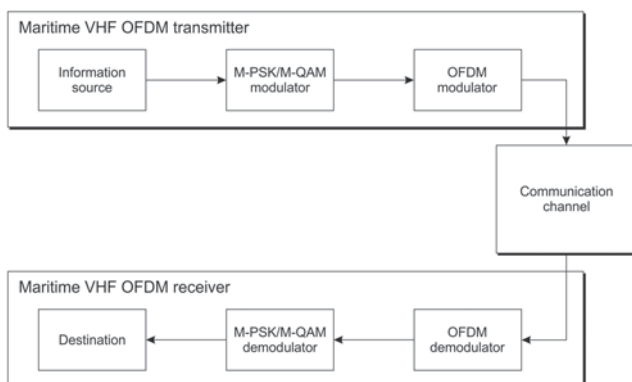 Maritime VHF OFDM transmitter
Information
source
M-PSK/M-QAM
modulator
OFDM
modulator
Communication
channel
Maritime VHF OFDM receiver
Destination
M-PSK/M-QAM
demodulator
OFDM
demodulator